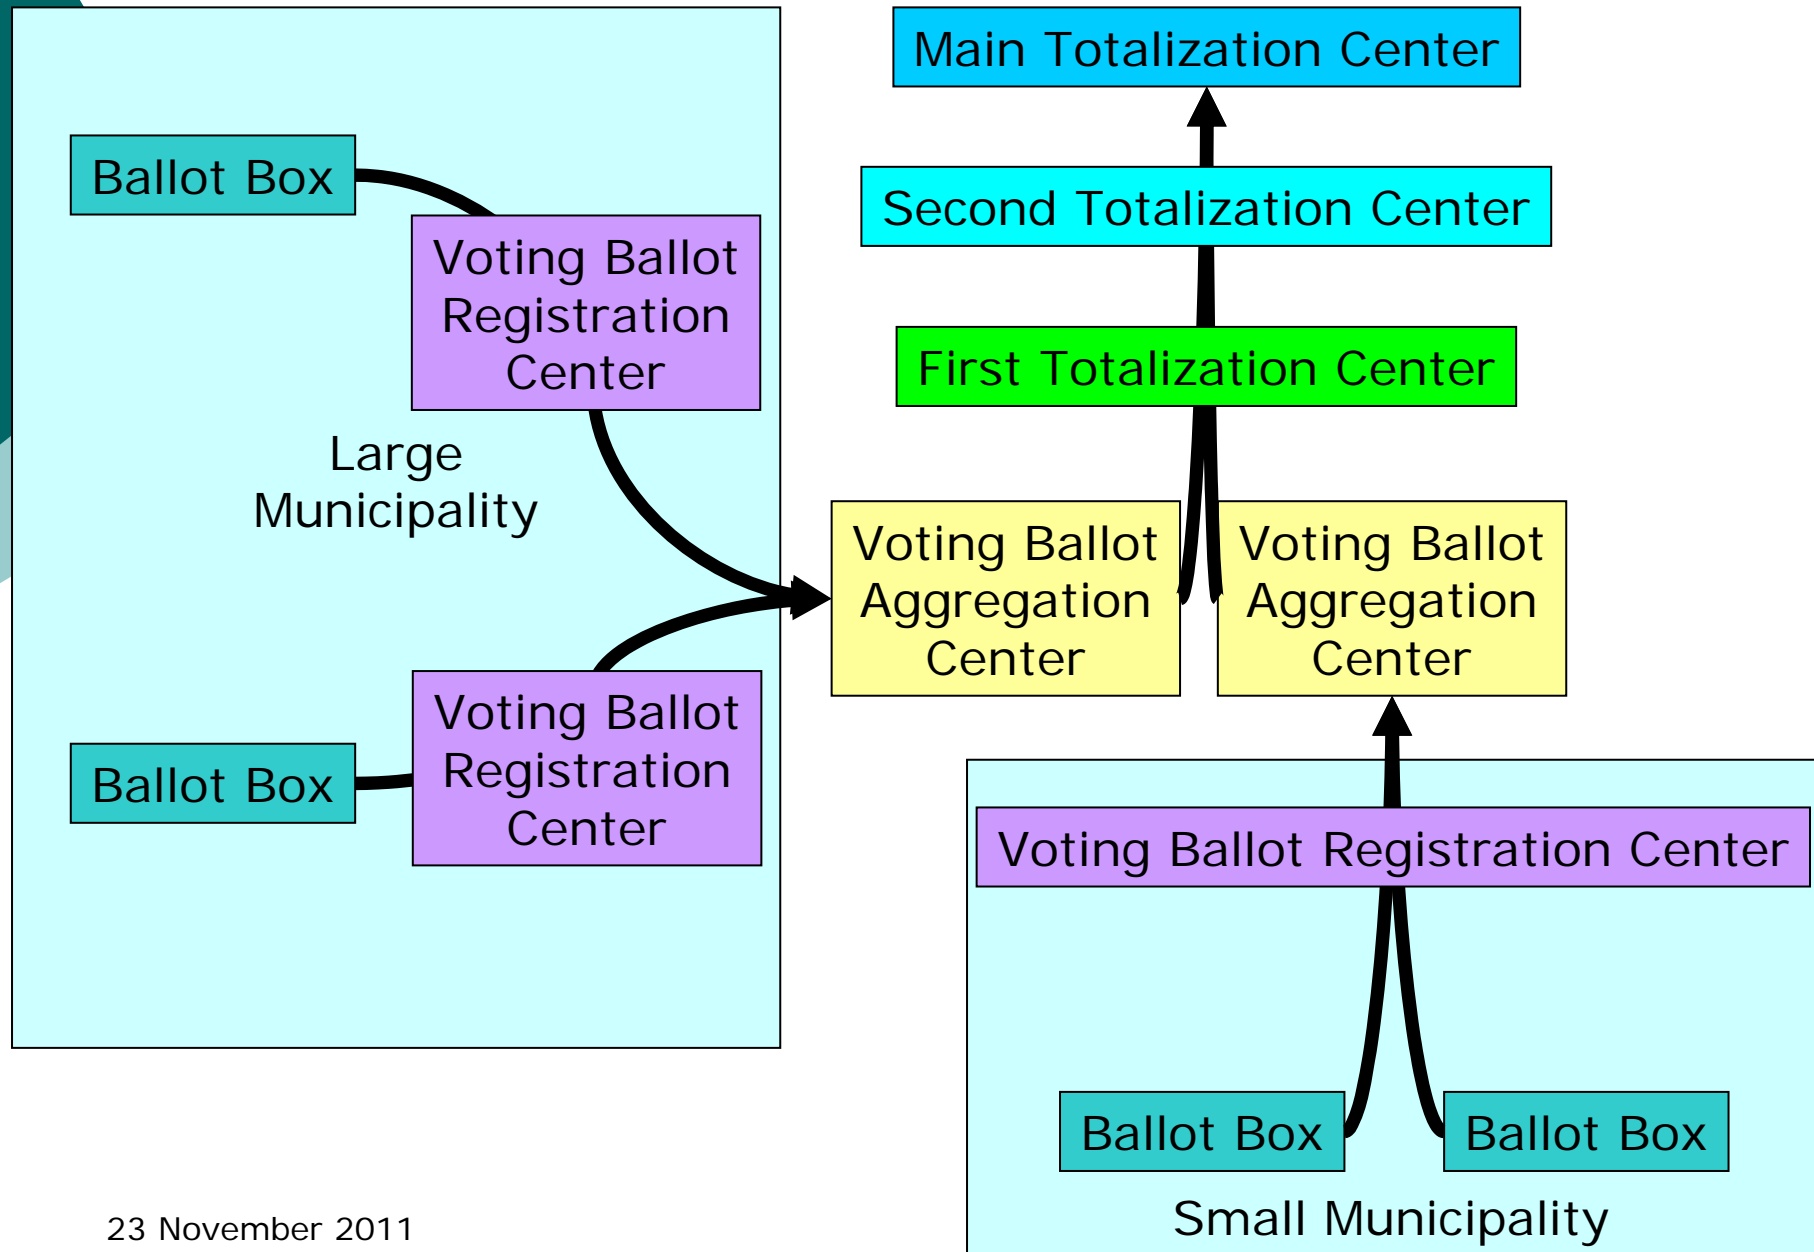 Ballot Box
Voting Ballot
Registration
Center
Large
Municipality
Ballot Box
Voting Ballot
Registration
Center
Main Totalization Center
Second Totalization Center
First Totalization Center
Voting Ballot
Aggregation
Center
Voting Ballot
Aggregation
Center
Voting Ballot Registration Center
Ballot Box
Ballot Box
Small Municipality
23 November 2011